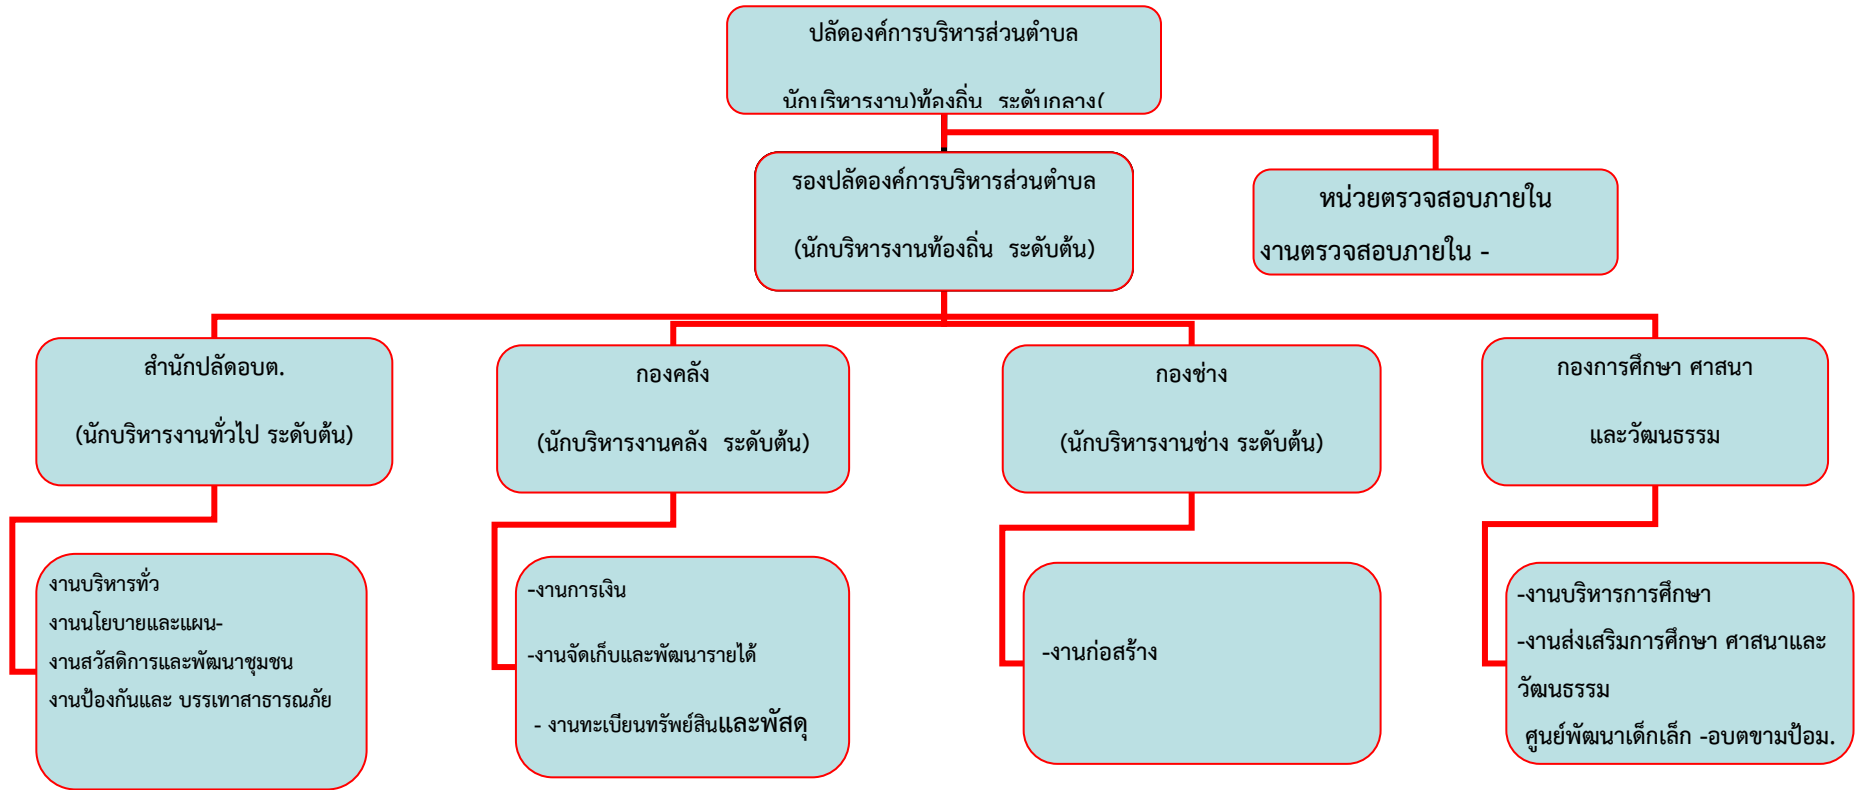 ปลัดองค์การบริหารส่วนตำบล
นักบริหารงาน)ท้องถิ่น ระดับกลาง(
รองปลัดองค์การบริหารส่วนตำบล
(นักบริหารงานท้องถิ่น ระดับต้น)
หน่วยตรวจสอบภายใน
งานตรวจสอบภายใน -
สำนักปลัดอบต.
(นักบริหารงานทั่วไป ระดับต้น)
กองคลัง
(นักบริหารงานคลัง ระดับต้น)
กองช่าง
(นักบริหารงานช่าง ระดับต้น)
กองการศึกษา ศาสนา
และวัฒนธรรม
งานบริหารทั่ว
งานนโยบายและแผน-
งานสวัสดิการและพัฒนาชุมชน
งานป้องกันและ บรรเทาสาธารณภัย
-งานการเงิน
-งานจัดเก็บและพัฒนารายได้
- งานทะเบียนทรัพย์สินและพัสดุ
-งานก่อสร้าง
-งานบริหารการศึกษา
-งานส่งเสริมการศึกษา ศาสนาและ
วัฒนธรรม
ศูนย์พัฒนาเด็กเล็ก -อบตขามป้อม.